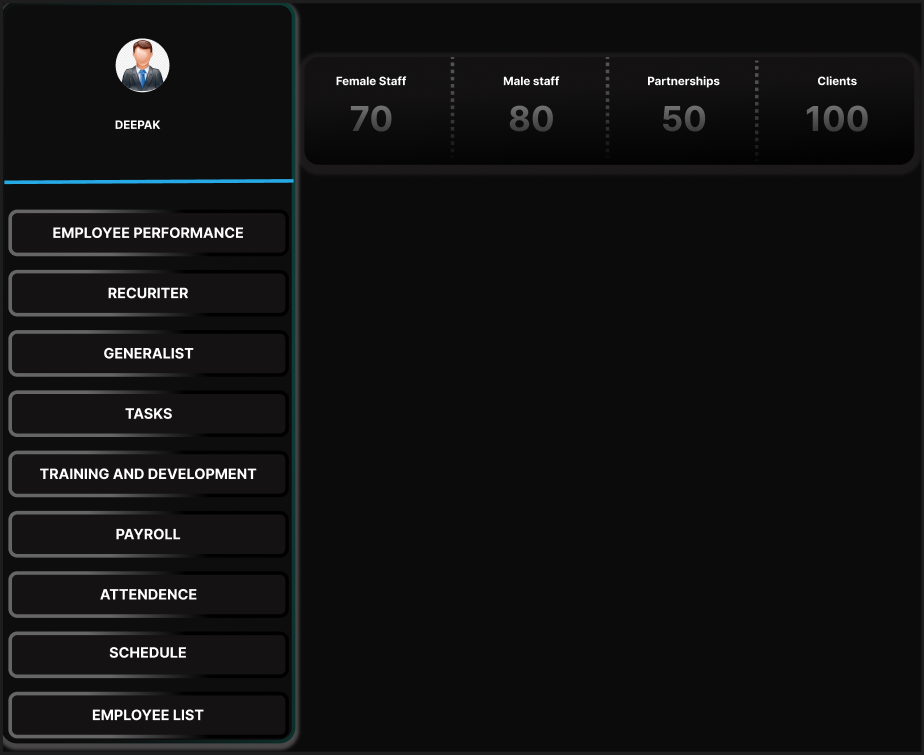 DEEPAK
EMPLOYEE PERFORMANCE
RECURITER
GENERALIST
TASKS
TRAINING AND DEVELOPMENT
PAYROLL
ATTENDENCE
SCHEDULE
EMPLOYEE LIST
Female Staff
70
Male staff
80
Partnerships
50
Clients
100